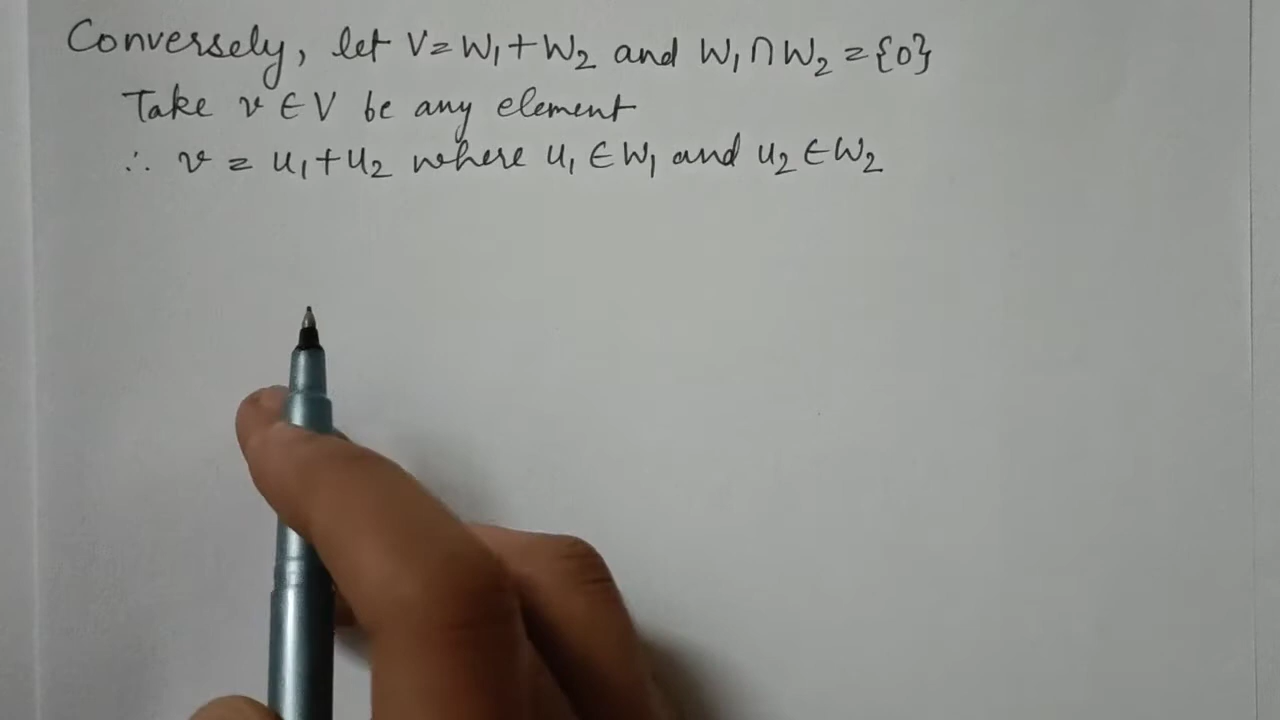 Conversely, let V=W₁+W₂ and W₁∩W₂={0}
Take v∈V be any element
∴ v = u₁+u₂ where u₁∈W₁ and u₂∈W₂